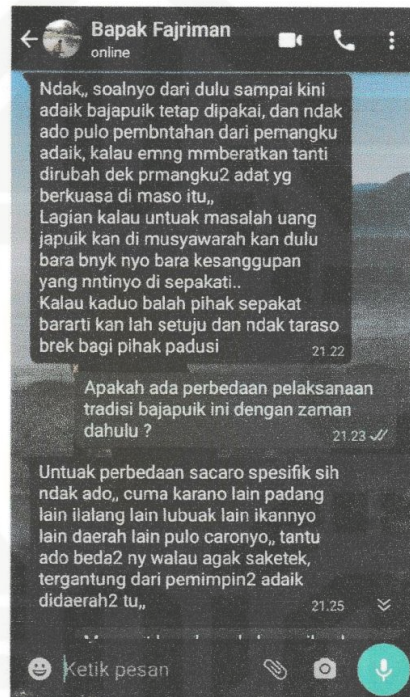 Bapak Fajriman
online
Ndak,, soalnyo dari dulu sampai kini
adaik bajapuik tetap dipakai, dan ndak
ado pulo pembntahan dari pemangku
adaik, kalau emng mmberatkan tanti
dirubah dek prmangku2 adat yg
berkuasa di maso itu,,
Lagian kalau untuak masalah uang
japuik kan di musyawarah kan dulu
bara bnyk nyo bara kesanggupan
yang nntinyo di sepakati..
Kalau kaduo balah pihak sepakat
bararti kan lah setuju dan ndak taraso
brek bagi pihak padusi
21.22
Apakah ada perbedaan pelaksanaan
tradisi bajapuik ini dengan zaman
dahulu ?
21.23
Untuak perbedaan sacaro spesifik sih
ndak ado,, cuma karano lain padang
lain ilalang lain lubuak lain ikannyo
lain daerah lain pulo caronyo,, tantu
ado beda2 ny walau agak saketek,
tergantung dari pemimpin2 adaik
didaerah2 tu,,
21.25
Ketik pesan